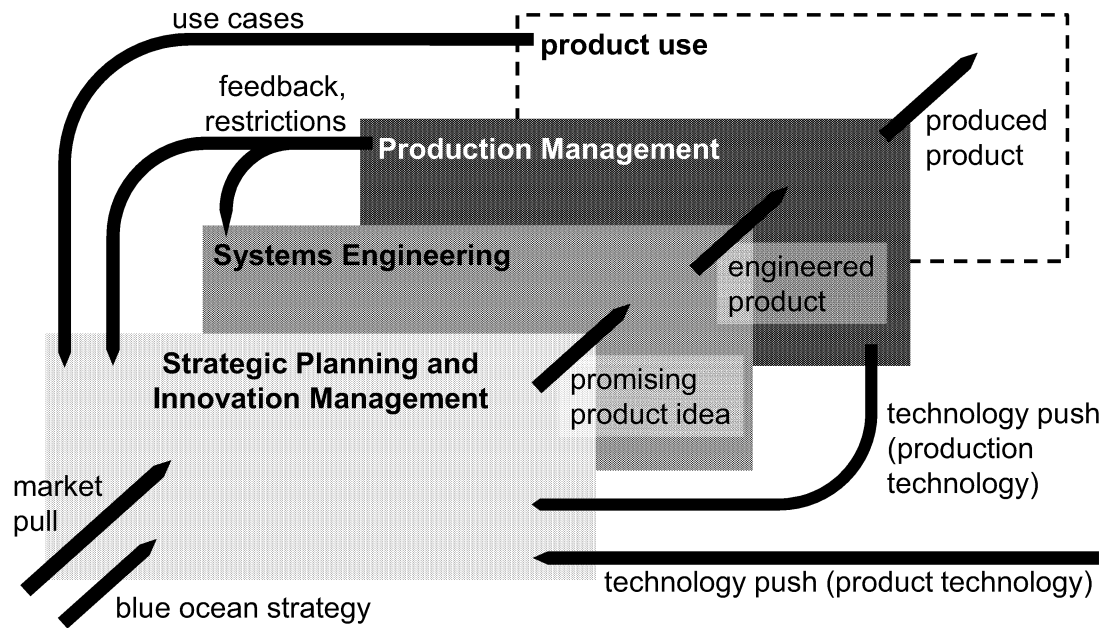 use cases
product use
feedback,
restrictions
produced
product
Production Management
Systems Engineering
engineered
product
Strategic Planning and
Innovation Management
promising
product idea
technology push
(production
technology)
market
pull
technology push (product technology)
blue ocean strategy